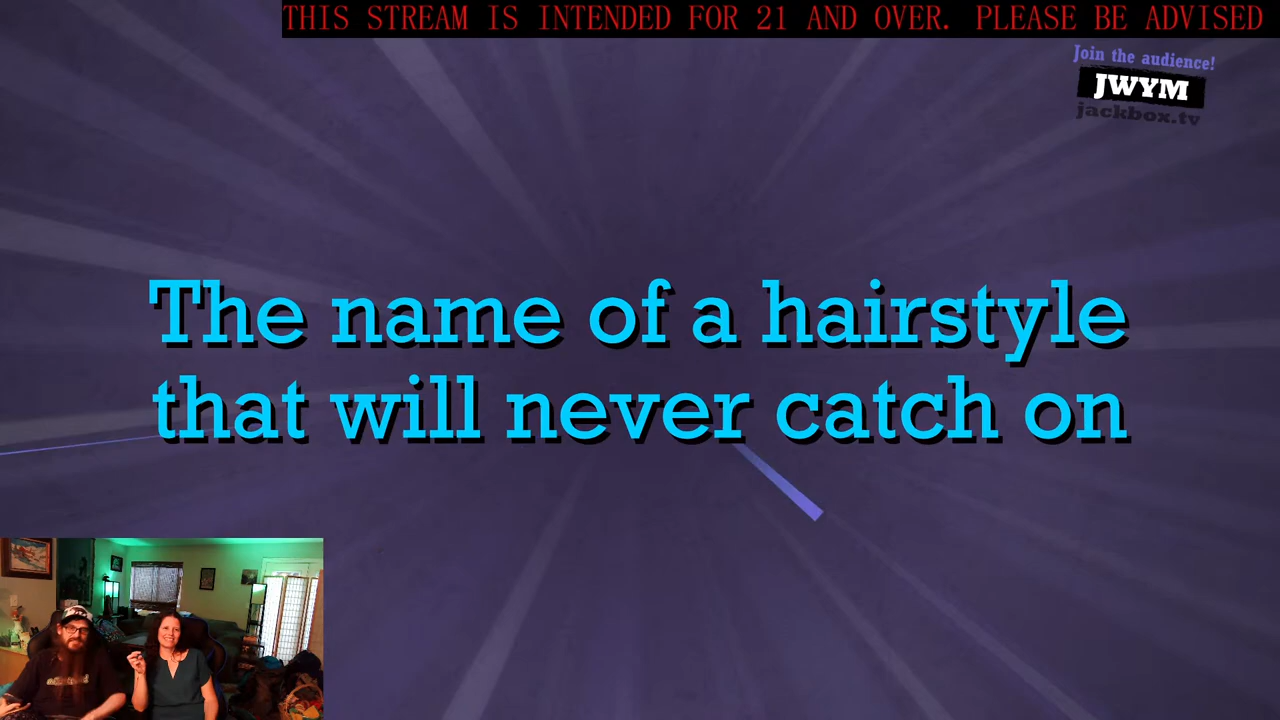 THIS STREAM IS INTENDED FOR 21 AND OVER. PLEASE BE ADVISED
Join the audience!
JWYM
jackbox.tv
The name of a hairstyle
that will never catch on